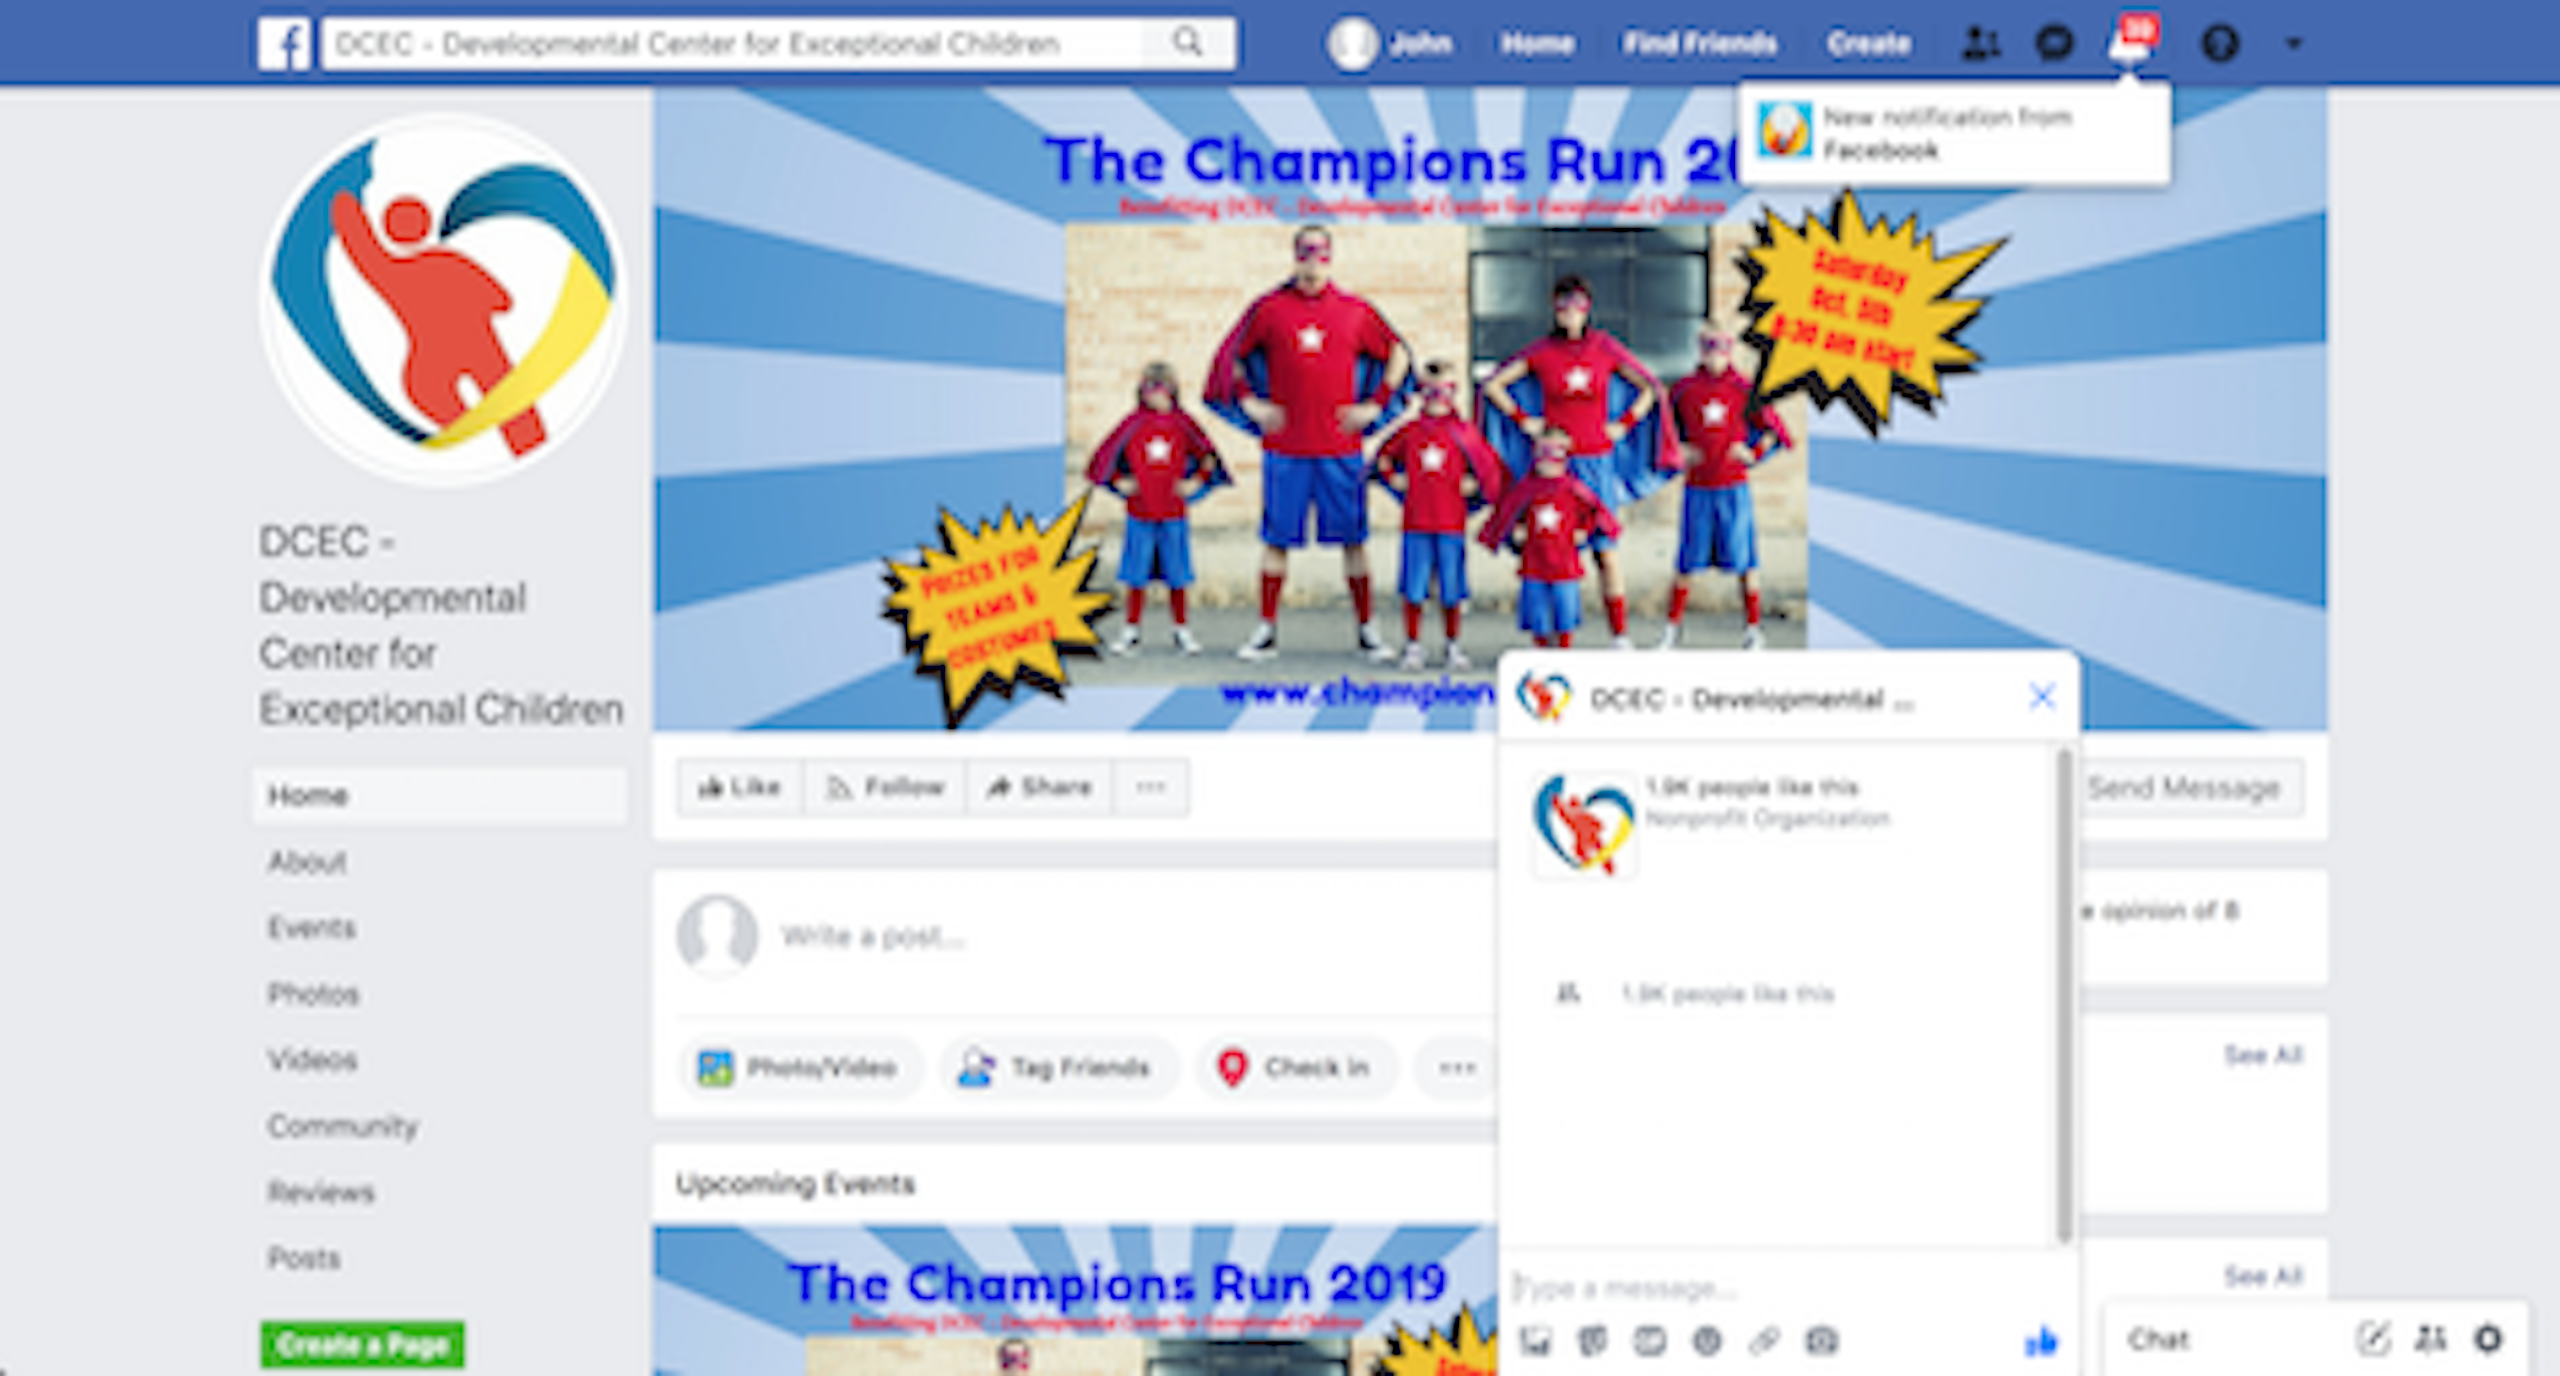 DCEC - Developmental Center for Exceptional Children
John Home Find Friends Create
New notification from
Facebook
The Champions Run 20
Benefitting DCEC - Developmental Center for Exceptional Children
Saturday
Oct. 5th
8:30 am start
PRIZES FOR
TEAMS &
COSTUMES
www.champion
DCEC -
Developmental
Center for
Exceptional Children
Home
About
Events
Photos
Videos
Community
Reviews
Posts
Create a Page
Like Follow Share ...
Send Message
Write a post...
Photo/Video Tag Friends Check in ...
Upcoming Events
The Champions Run 2019
Benefitting DCEC - Developmental Center for Exceptional Children
DCEC - Developmental ...
1.9K people like this
Nonprofit Organization
1.9K people like this
Type a message...
opinion of 8
See All
See All
Chat